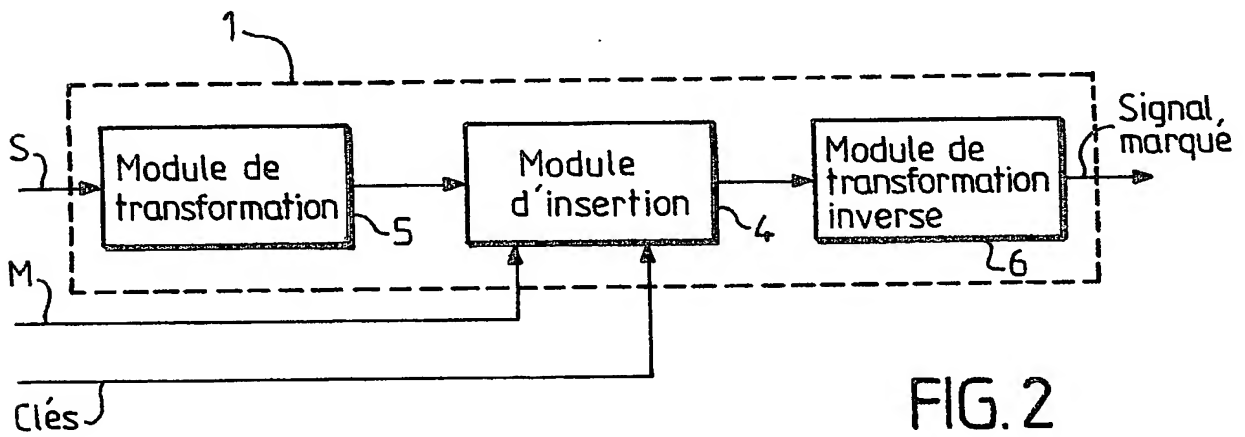 1
S
Module de
transformation
5
Module
d'insertion
4
Module de
transformation
inverse
6
Signal,
marqué
M
Clés
FIG. 2